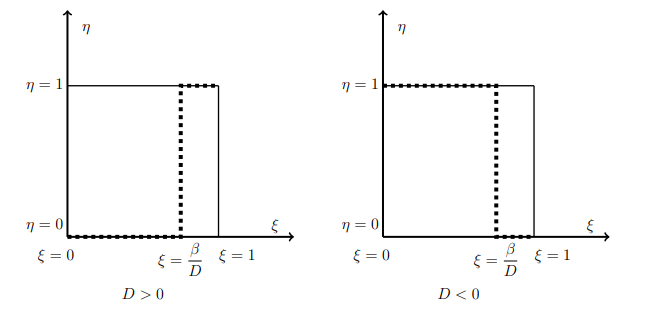 η
η = 1
η = 0
ξ
ξ = 0
ξ = β/D
ξ = 1
D > 0
η
η = 1
η = 0
ξ
ξ = 0
ξ = β/D
ξ = 1
D < 0